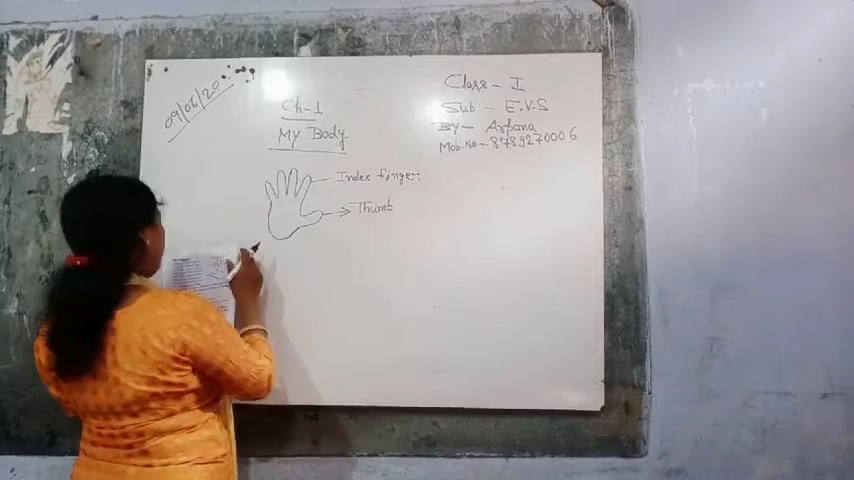 09/06/20
Ch-1
My Body
Class - I
Sub - E.V.S
BY - Arfana
Mob. No. - 8789270006
Index finger
Thumb